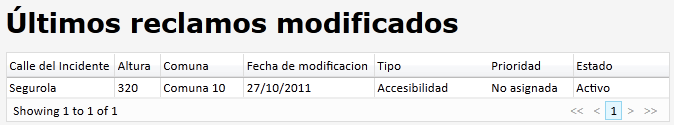 Últimos reclamos modificados
Calle del Incidente Altura Comuna Fecha de modificacion Tipo Prioridad Estado
Segurola 320 Comuna 10 27/10/2011 Accesibilidad No asignada Activo
Showing 1 to 1 of 1 << < 1 > >>